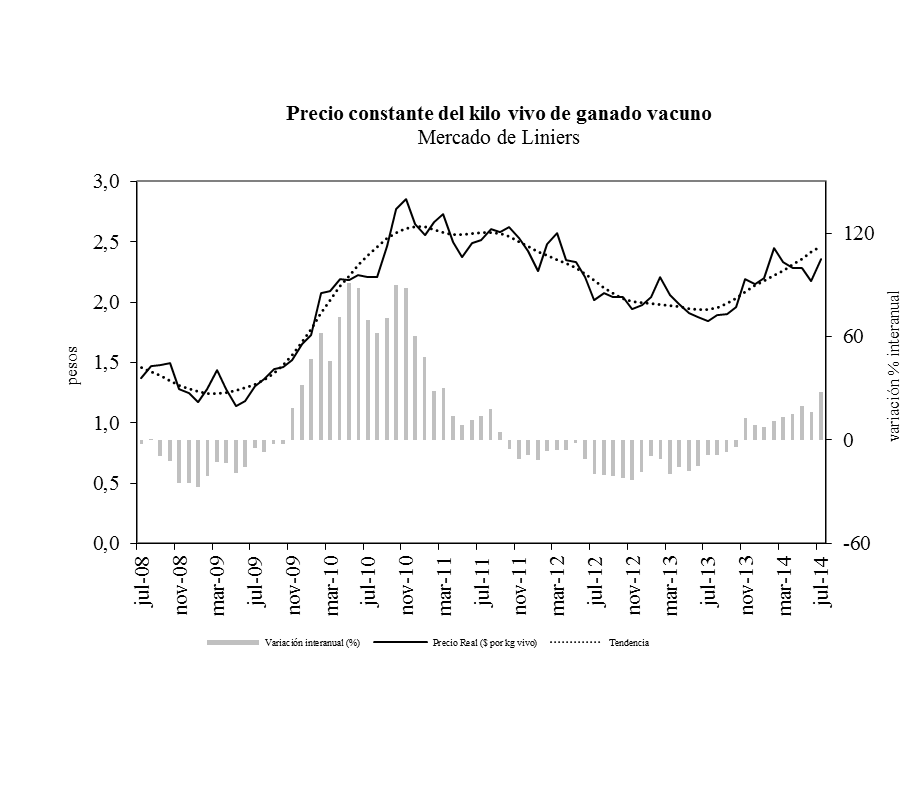 Precio constante del kilo vivo de ganado vacuno
Mercado de Liniers
3,0
2,5
2,0
1,5
1,0
0,5
0,0
pesos
120
60
0
-60
variación % interanual
jul-08
nov-08
mar-09
jul-09
nov-09
mar-10
jul-10
nov-10
mar-11
jul-11
nov-11
mar-12
jul-12
nov-12
mar-13
jul-13
nov-13
mar-14
jul-14
Variación interanual (%)
Precio Real ($ por kg vivo)
Tendencia